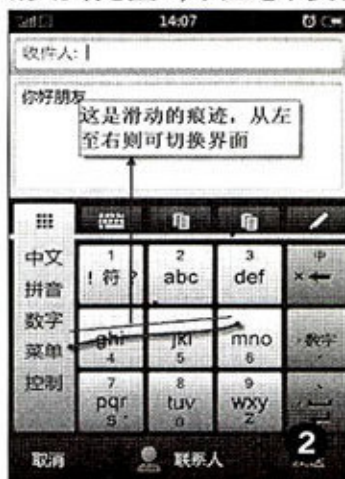 14:07
收件人:
你好朋友
这是滑动的痕迹，从左
至右则可切换界面
中文
拼音
数字
菜单
控制
1
! 符 ?
2
abc
3
def
中
×←
ghi
4
jkl
5
mno
6
数字
7
pqr
s
8
tuv
0
9
wxy
z
2
取消
联系人